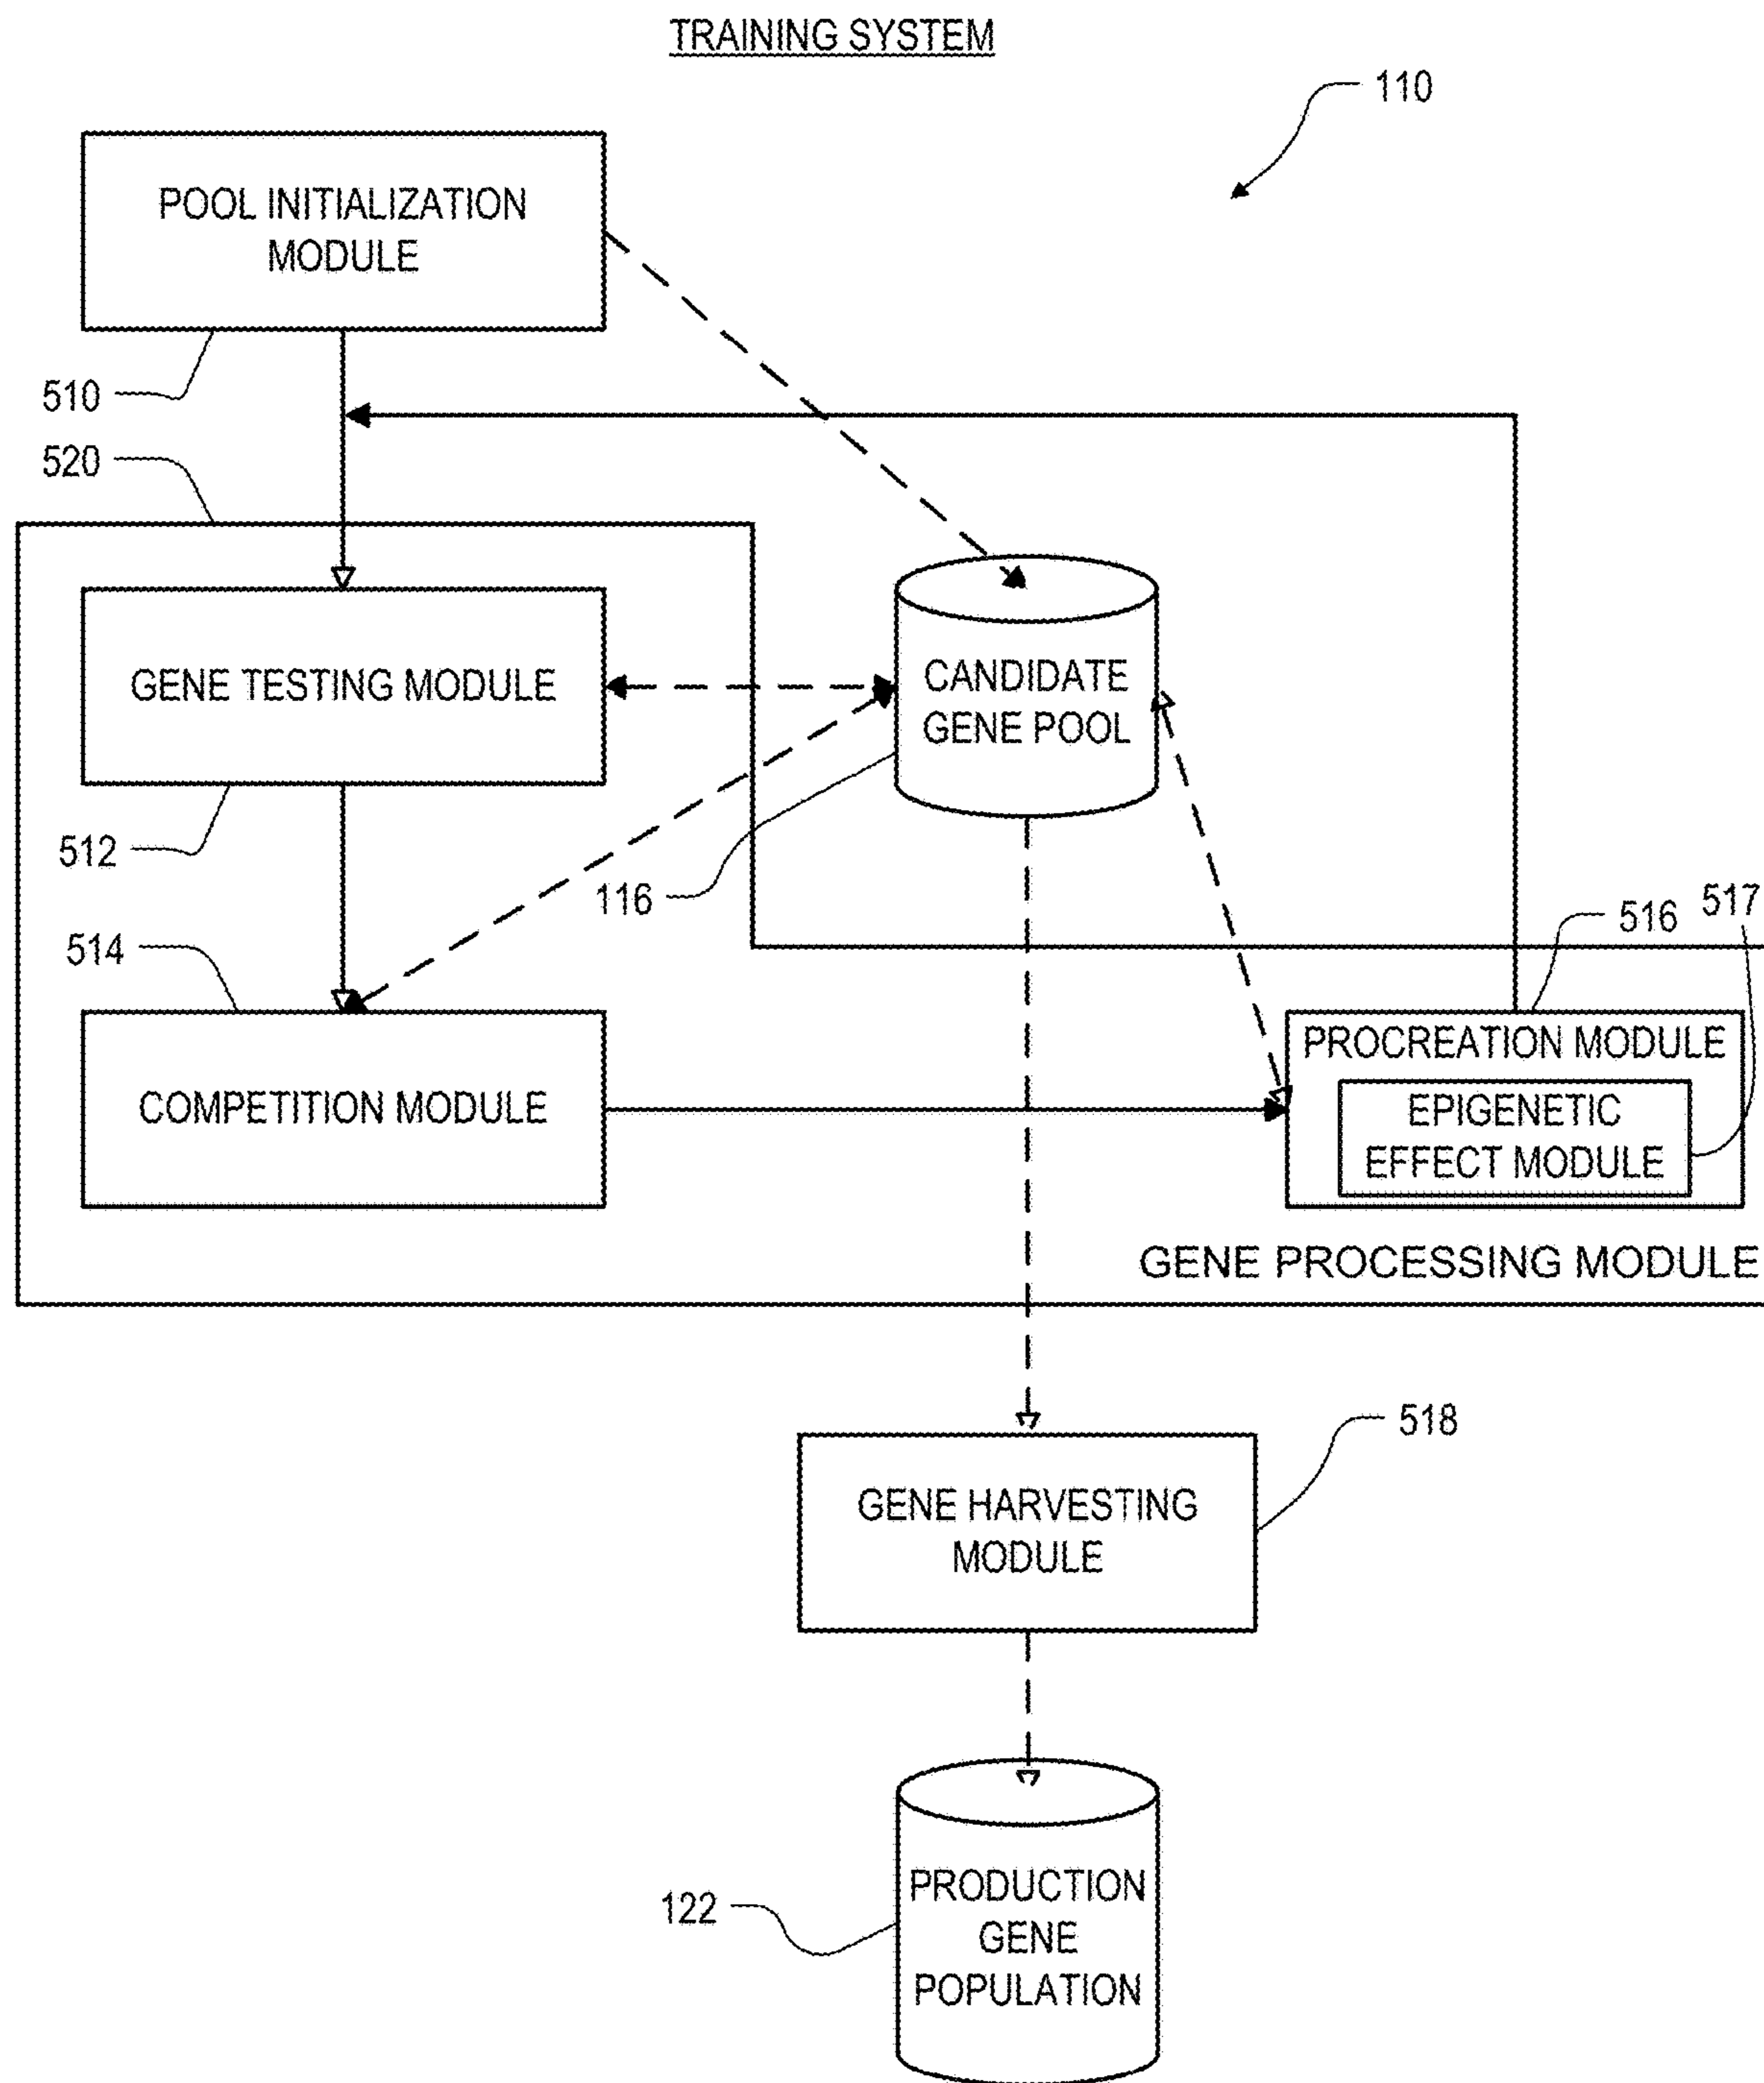 TRAINING SYSTEM
110
POOL INITIALIZATION
MODULE
510
520
GENE TESTING MODULE
CANDIDATE
GENE POOL
512
116
516
517
514
PROCREATION MODULE
COMPETITION MODULE
EPIGENETIC
EFFECT MODULE
GENE PROCESSING MODULE
518
GENE HARVESTING
MODULE
122
PRODUCTION
GENE
POPULATION